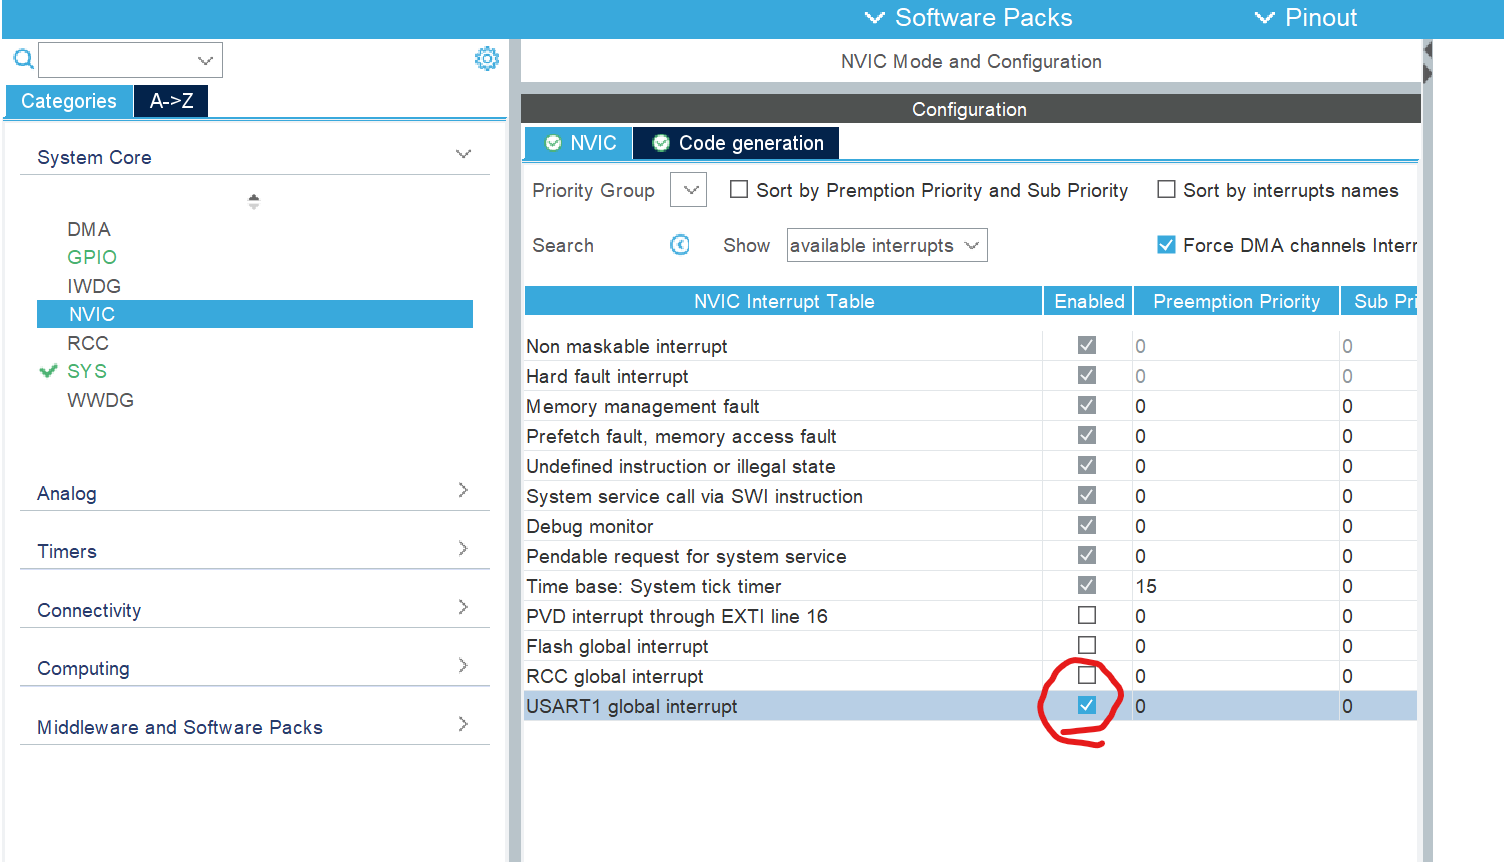 Software Packs Pinout
NVIC Mode and Configuration
Categories A->Z
Configuration
NVIC Code generation
System Core
Priority Group Sort by Premption Priority and Sub Priority Sort by interrupts names
Search Show available interrupts Force DMA channels Interr
DMA
GPIO
IWDG
NVIC
RCC
SYS
WWDG
Analog
Timers
Connectivity
Computing
Middleware and Software Packs
NVIC Interrupt Table Enabled Preemption Priority Sub Pri
Non maskable interrupt 0 0
Hard fault interrupt 0 0
Memory management fault 0 0
Prefetch fault, memory access fault 0 0
Undefined instruction or illegal state 0 0
System service call via SWI instruction 0 0
Debug monitor 0 0
Pendable request for system service 0 0
Time base: System tick timer 15 0
PVD interrupt through EXTI line 16 0 0
Flash global interrupt 0 0
RCC global interrupt 0 0
USART1 global interrupt 0 0